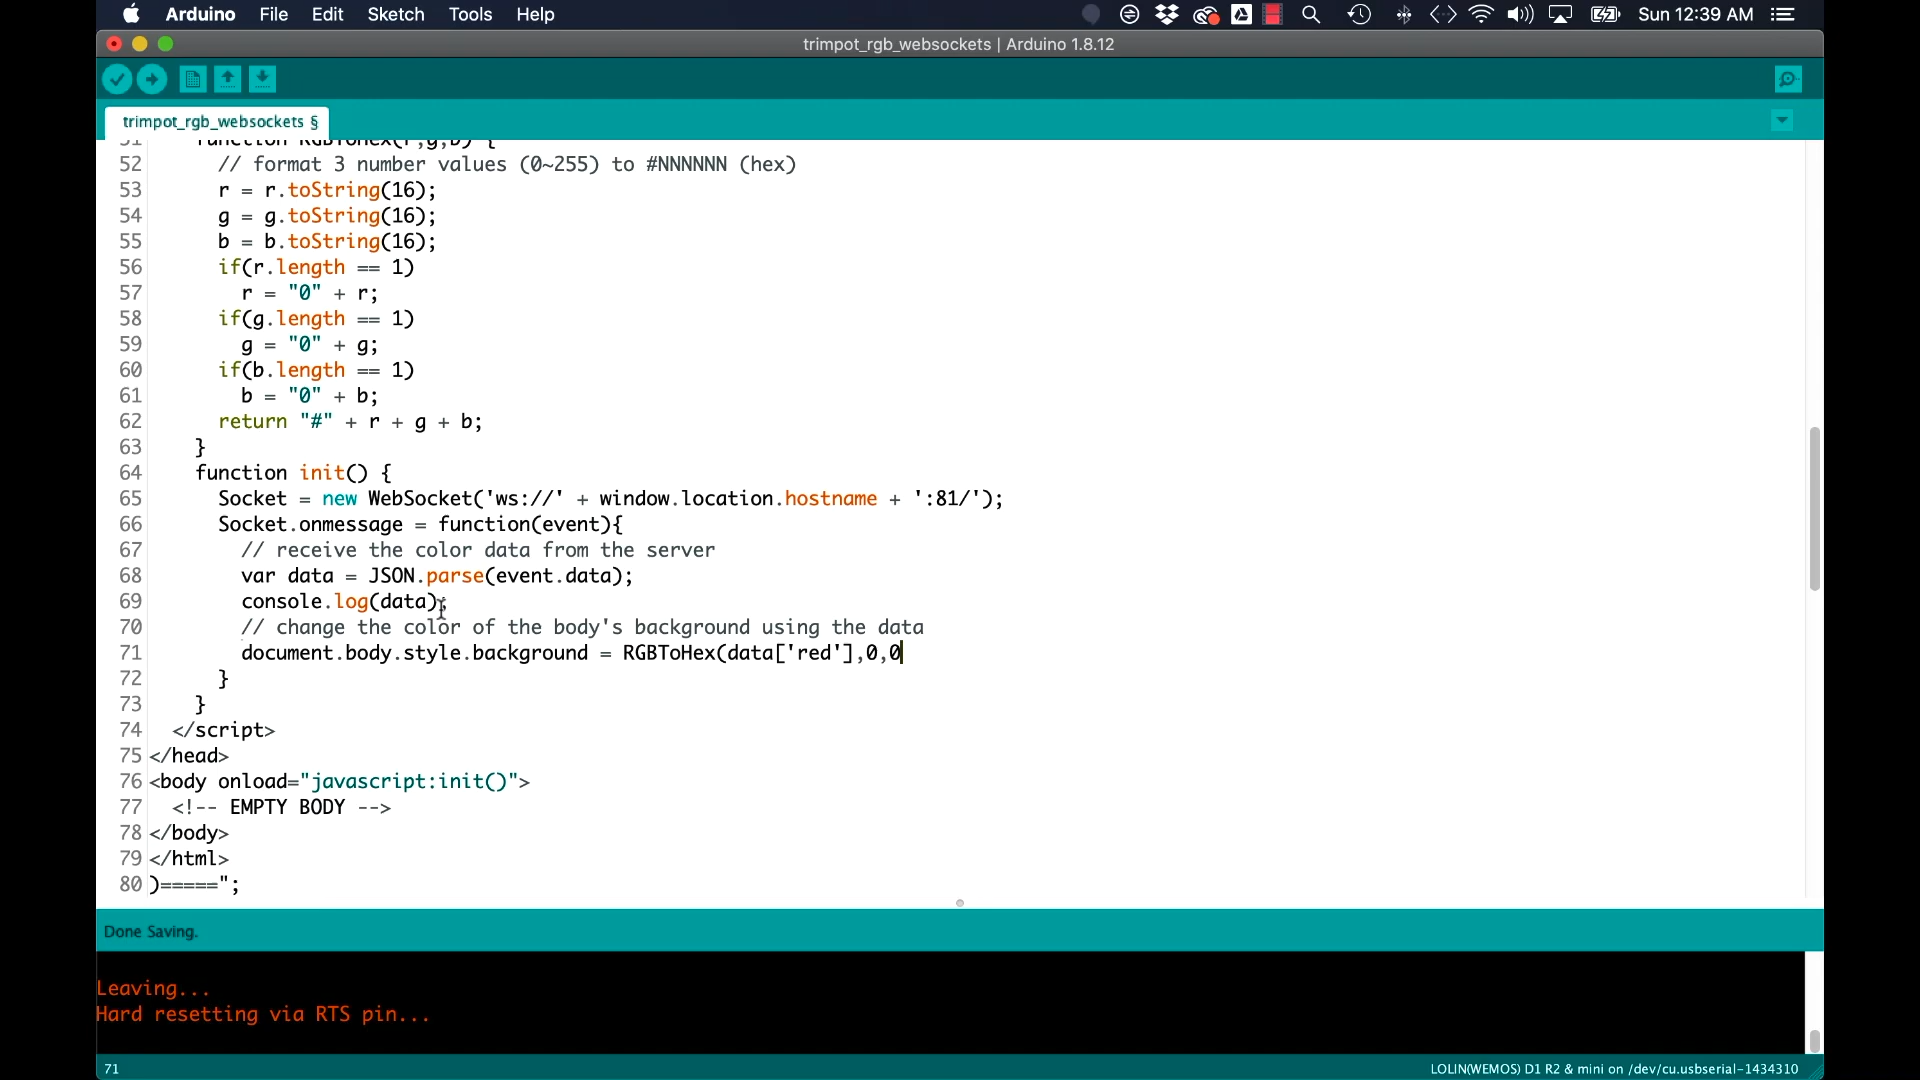 Arduino File Edit Sketch Tools Help Sun 12:39 AM
trimpot_rgb_websockets | Arduino 1.8.12
trimpot_rgb_websockets §
51 function RGBToHex(r,g,b) {
52 // format 3 number values (0~255) to #NNNNNN (hex)
53 r = r.toString(16);
54 g = g.toString(16);
55 b = b.toString(16);
56 if(r.length == 1)
57 r = "0" + r;
58 if(g.length == 1)
59 g = "0" + g;
60 if(b.length == 1)
61 b = "0" + b;
62 return "#" + r + g + b;
63 }
64 function init() {
65 Socket = new WebSocket('ws://' + window.location.hostname + ':81/');
66 Socket.onmessage = function(event){
67 // receive the color data from the server
68 var data = JSON.parse(event.data);
69 console.log(data);
70 // change the color of the body's background using the data
71 document.body.style.background = RGBToHex(data['red'],0,0
72 }
73 }
74 </script>
75 </head>
76 <body onload="javascript:init()">
77 <!-- EMPTY BODY -->
78 </body>
79 </html>
80 )=====";
Done Saving.
Leaving...
Hard resetting via RTS pin...
71 LOLIN(WEMOS) D1 R2 & mini on /dev/cu.usbserial-1434310